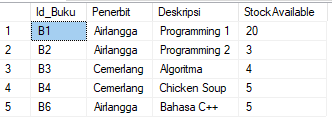 Id_Buku Penerbit Deskripsi StockAvailable
1 B1 Airlangga Programming 1 20
2 B2 Airlangga Programming 2 3
3 B3 Cemerlang Algoritma 4
4 B4 Cemerlang Chicken Soup 5
5 B6 Airlangga Bahasa C++ 5